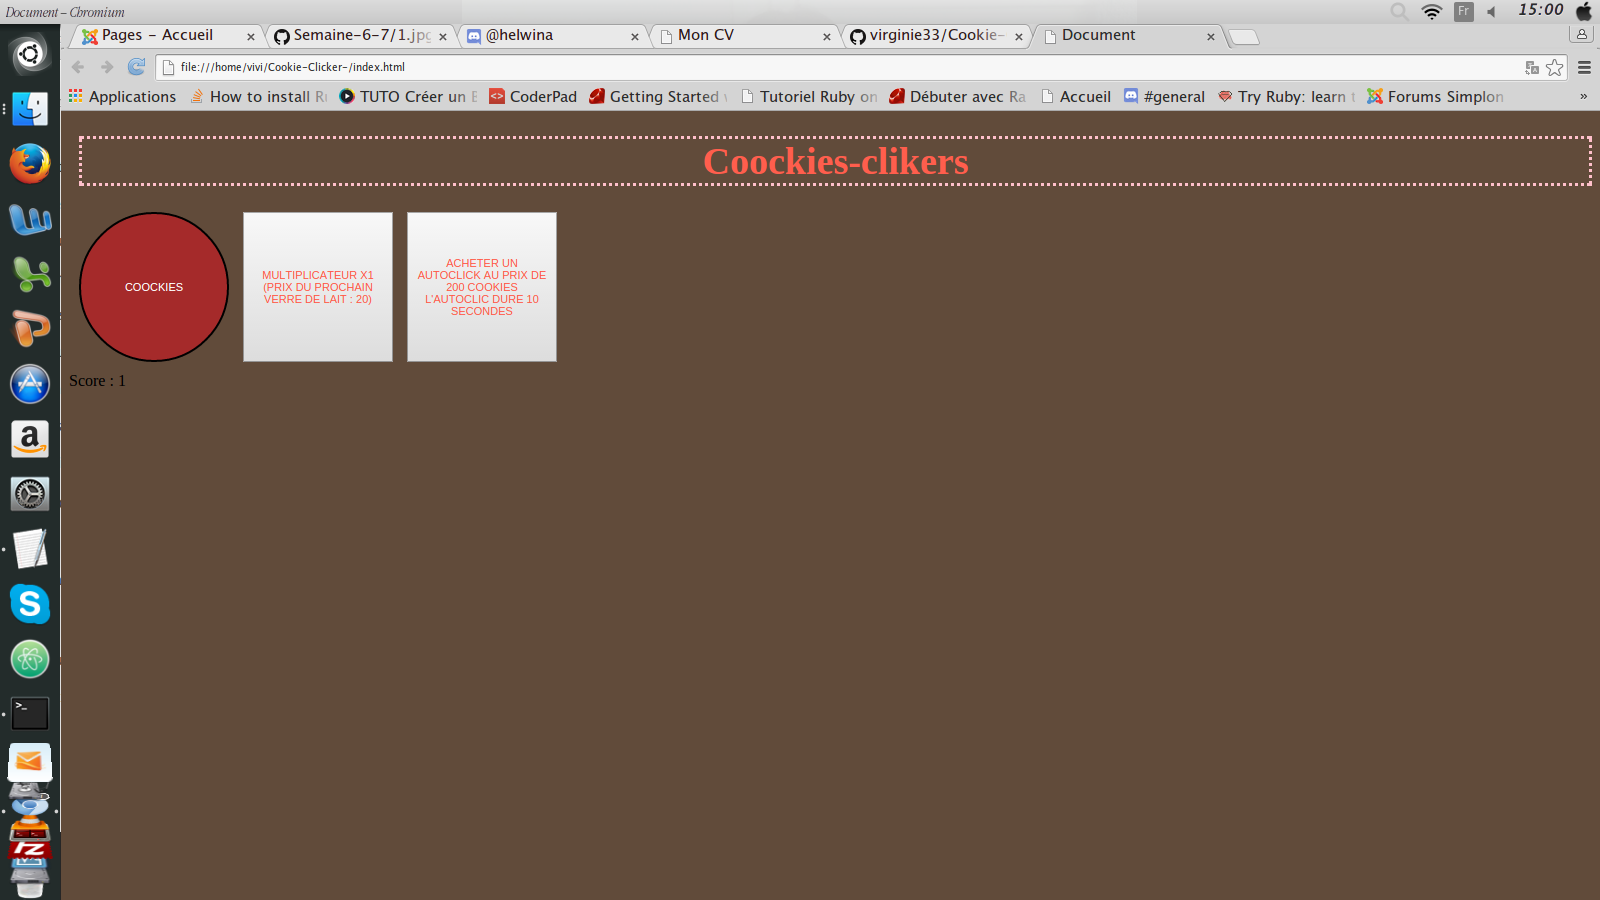 Document – Chromium
Fr
15:00
Pages – Accueil
Semaine-6-7/1.jpg
@helwina
Mon CV
virginie33/Cookie-
Document
file:///home/vivi/Cookie-Clicker-/index.html
Applications
How to install Ru
TUTO Créer un E
CoderPad
Getting Started
Tutoriel Ruby on
Débuter avec Ra
Accueil
#general
Try Ruby: learn t
Forums Simplon
»
Coockies-clikers
COOCKIES
MULTIPLICATEUR X1
(PRIX DU PROCHAIN
VERRE DE LAIT : 20)
ACHETER UN
AUTOCLICK AU PRIX DE
200 COOKIES
L'AUTOCLIC DURE 10
SECONDES
Score : 1